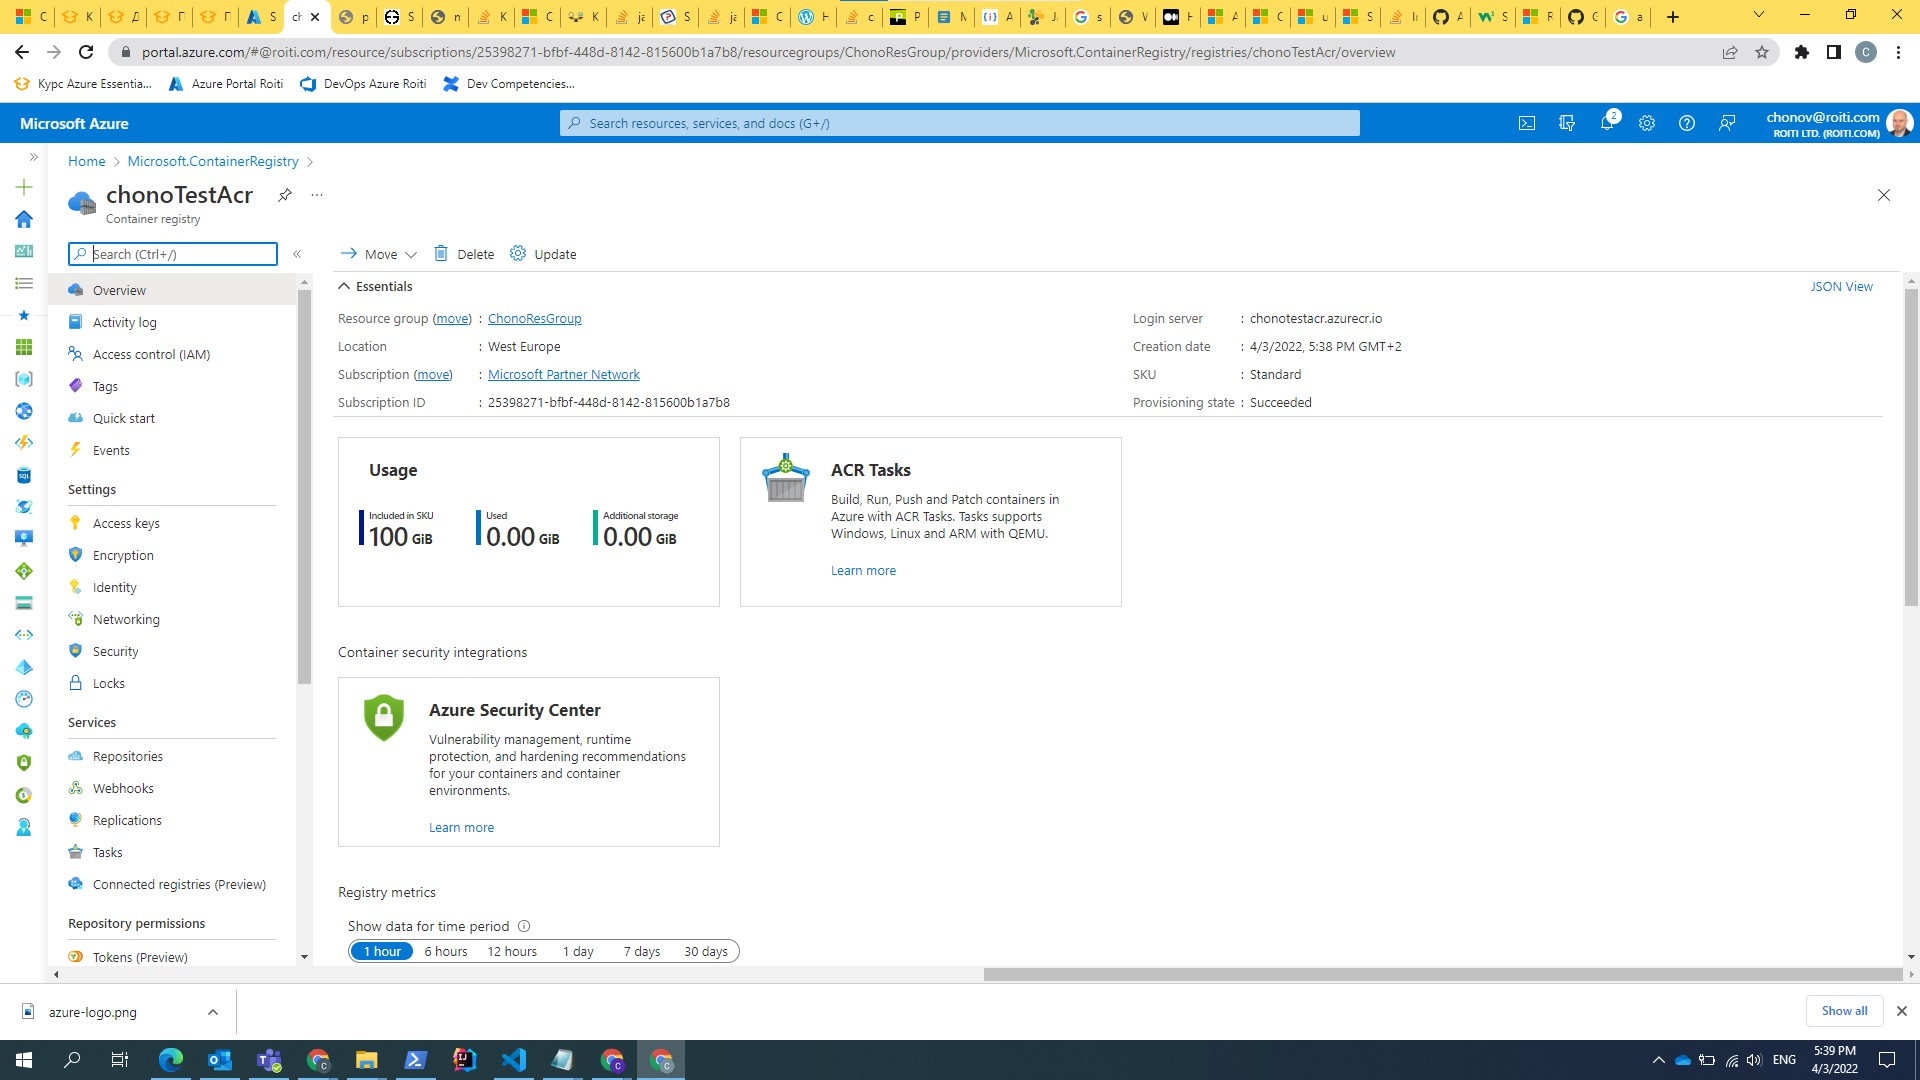 portal.azure.com/#@roiti.com/resource/subscriptions/25398271-bfbf-448d-8142-815600b1a7b8/resourcegroups/ChonoResGroup/providers/Microsoft.ContainerRegistry/registries/chonoTestAcr/overview
Курс Azure Essentia...
Azure Portal Roiti
DevOps Azure Roiti
Dev Competencies...
Microsoft Azure
Search resources, services, and docs (G+/)
2
chonov@roiti.com
ROITI LTD. (ROITI.COM)
Home
Microsoft.ContainerRegistry
chonoTestAcr
Container registry
Search (Ctrl+/)
Overview
Activity log
Access control (IAM)
Tags
Quick start
Events
Settings
Access keys
Encryption
Identity
Networking
Security
Locks
Services
Repositories
Webhooks
Replications
Tasks
Connected registries (Preview)
Repository permissions
Tokens (Preview)
Move
Delete
Update
Essentials
JSON View
Resource group (move) : ChonoResGroup
Location : West Europe
Subscription (move) : Microsoft Partner Network
Subscription ID : 25398271-bfbf-448d-8142-815600b1a7b8
Login server : chonotestacr.azurecr.io
Creation date : 4/3/2022, 5:38 PM GMT+2
SKU : Standard
Provisioning state : Succeeded
Usage
Included in SKU
100 GiB
Used
0.00 GiB
Additional storage
0.00 GiB
ACR Tasks
Build, Run, Push and Patch containers in
Azure with ACR Tasks. Tasks supports
Windows, Linux and ARM with QEMU.
Learn more
Container security integrations
Azure Security Center
Vulnerability management, runtime
protection, and hardening recommendations
for your containers and container
environments.
Learn more
Registry metrics
Show data for time period
1 hour
6 hours
12 hours
1 day
7 days
30 days
azure-logo.png
Show all
ENG
5:39 PM
4/3/2022